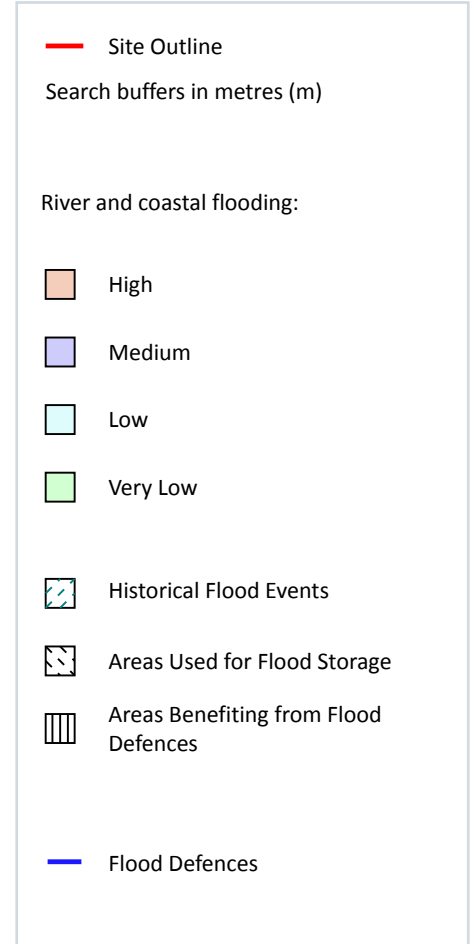 Site Outline
Search buffers in metres (m)
River and coastal flooding:
High
Medium
Low
Very Low
Historical Flood Events
Areas Used for Flood Storage
Areas Benefiting from Flood
Defences
Flood Defences